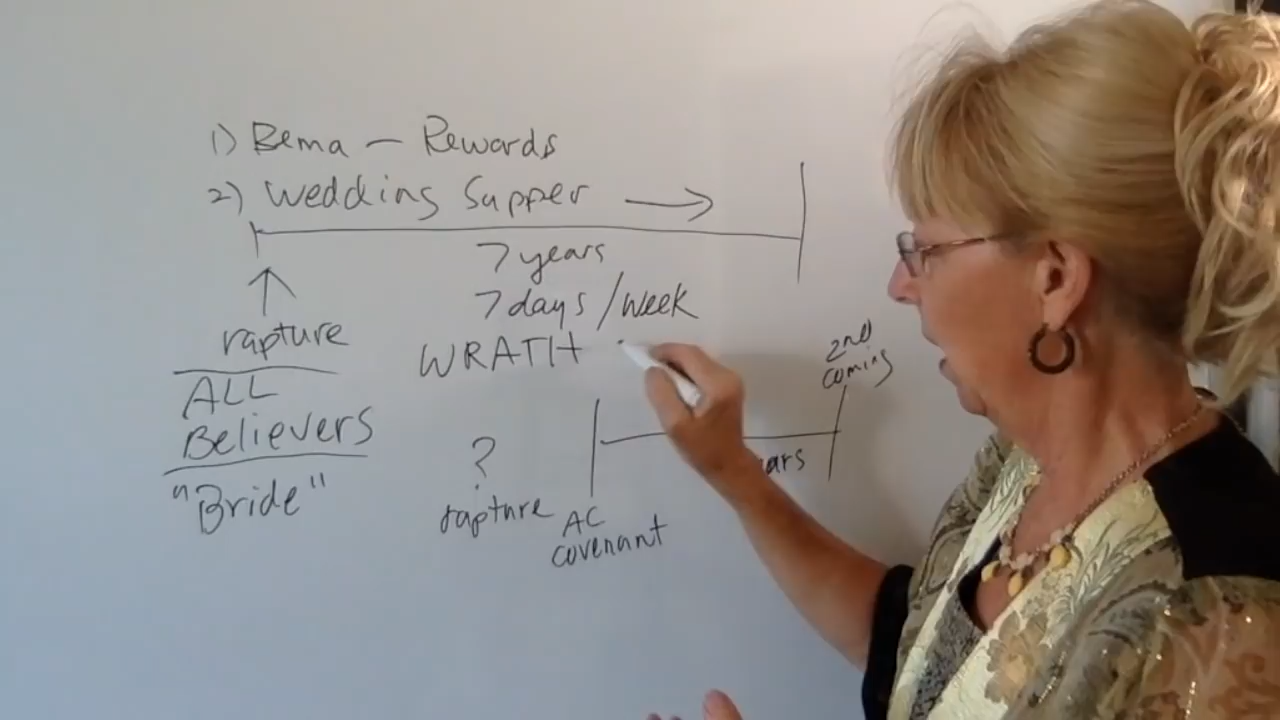 1) Bema — Rewards
2) Wedding Supper →
7 years
7 days / week
WRATH
↑
rapture
ALL
Believers
"Bride"
?
rapture
AC
covenant
2nd
coming